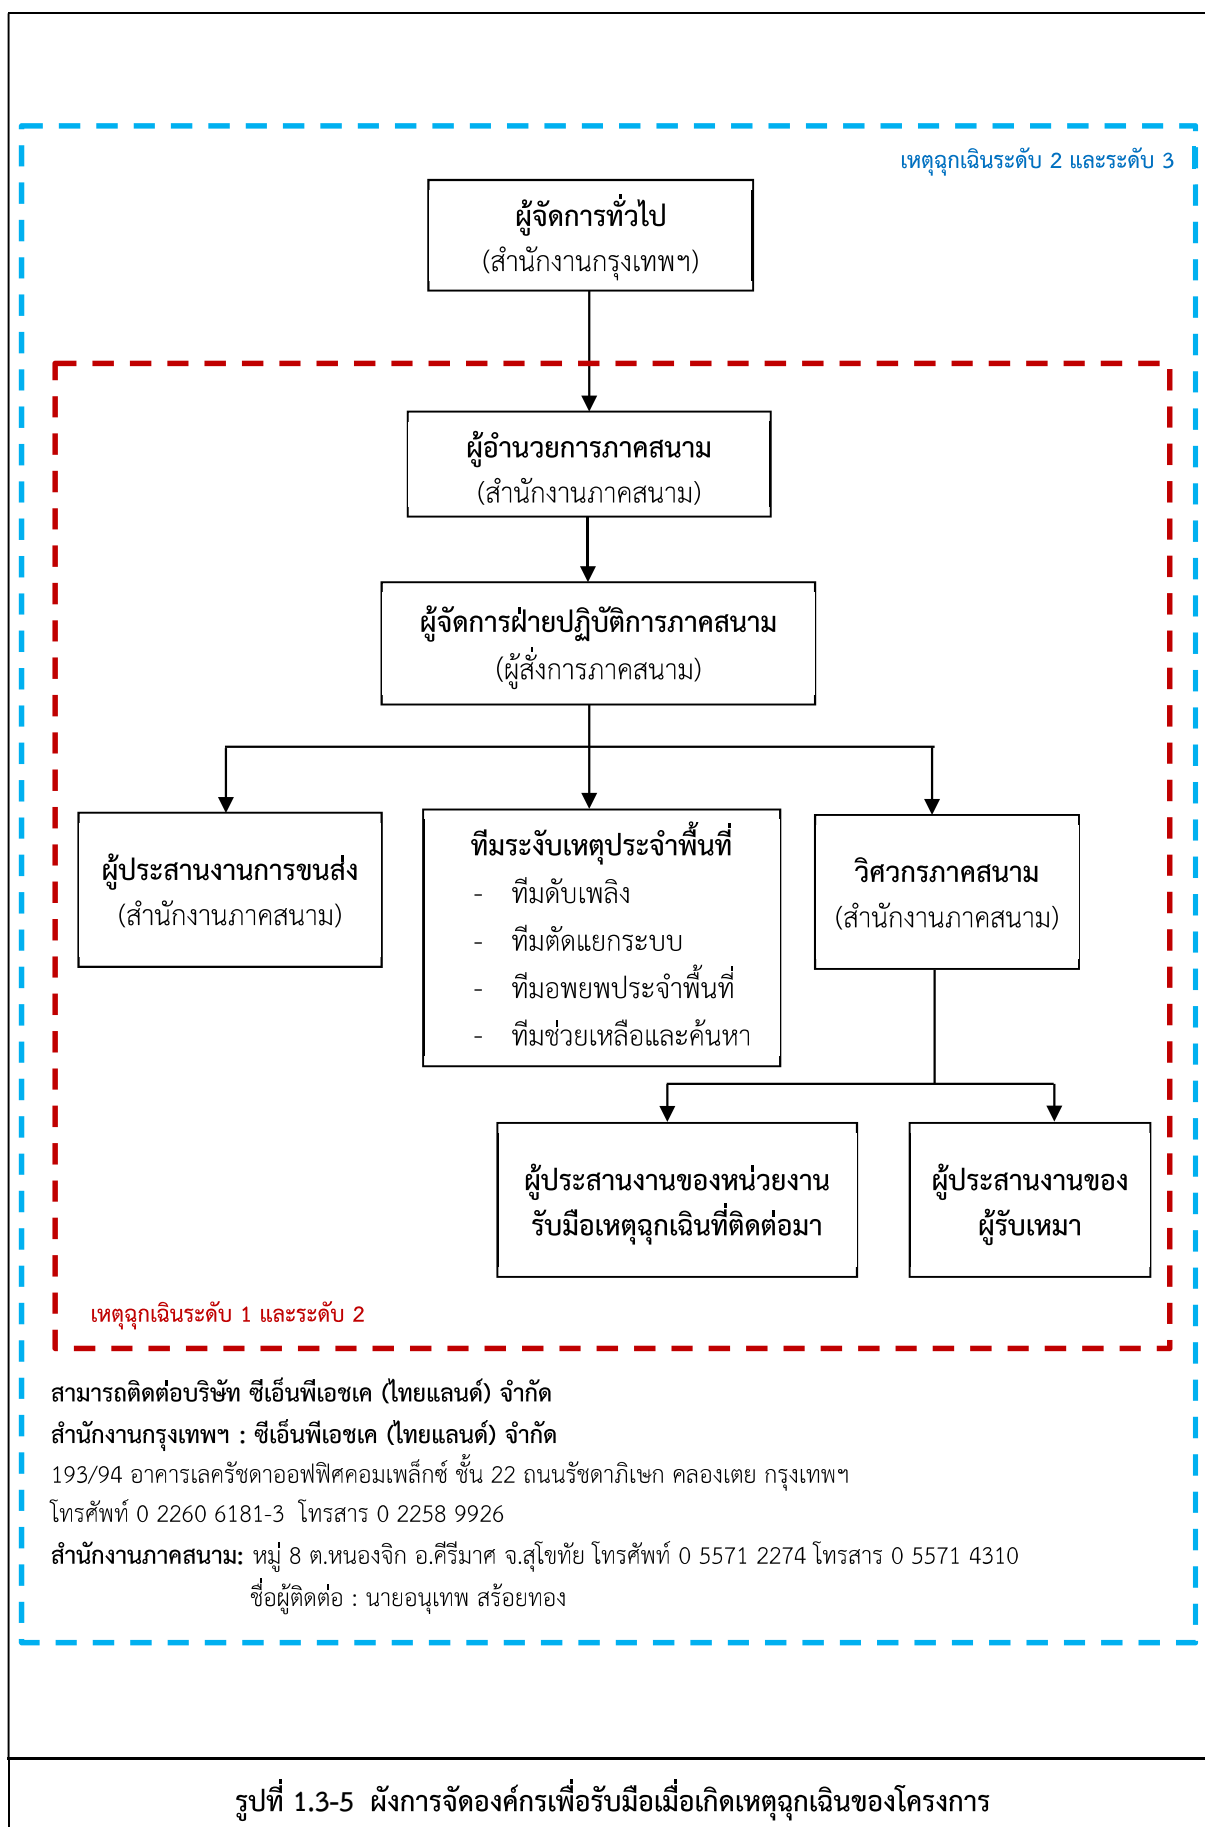 เหตุฉุกเฉินระดับ 2 และระดับ 3
ผู้จัดการทั่วไป
(สำนักงานกรุงเทพฯ)
ผู้อำนวยการภาคสนาม
(สำนักงานภาคสนาม)
ผู้จัดการฝ่ายปฏิบัติการภาคสนาม
(ผู้สั่งการภาคสนาม)
ผู้ประสานงานการขนส่ง
(สำนักงานภาคสนาม)
ทีมระงับเหตุประจำพื้นที่
- ทีมดับเพลิง
- ทีมตัดแยกระบบ
- ทีมอพยพประจำพื้นที่
- ทีมช่วยเหลือและค้นหา
วิศวกรภาคสนาม
(สำนักงานภาคสนาม)
ผู้ประสานงานของหน่วยงาน
รับมือเหตุฉุกเฉินที่ติดต่อมา
ผู้ประสานงานของ
ผู้รับเหมา
เหตุฉุกเฉินระดับ 1 และระดับ 2
สามารถติดต่อบริษัท ซีเอ็นพีเอชเค (ไทยแลนด์) จำกัด
สำนักงานกรุงเทพฯ : ซีเอ็นพีเอชเค (ไทยแลนด์) จำกัด
193/94 อาคารเลครัชดาออฟฟิศคอมเพล็กซ์ ชั้น 22 ถนนรัชดาภิเษก คลองเตย กรุงเทพฯ
โทรศัพท์ 0 2260 6181-3 โทรสาร 0 2258 9926
สำนักงานภาคสนาม: หมู่ 8 ต.หนองจิก อ.คีรีมาศ จ.สุโขทัย โทรศัพท์ 0 5571 2274 โทรสาร 0 5571 4310
ชื่อผู้ติดต่อ : นายอนุเทพ สร้อยทอง
รูปที่ 1.3-5 ผังการจัดองค์กรเพื่อรับมือเมื่อเกิดเหตุฉุกเฉินของโครงการ